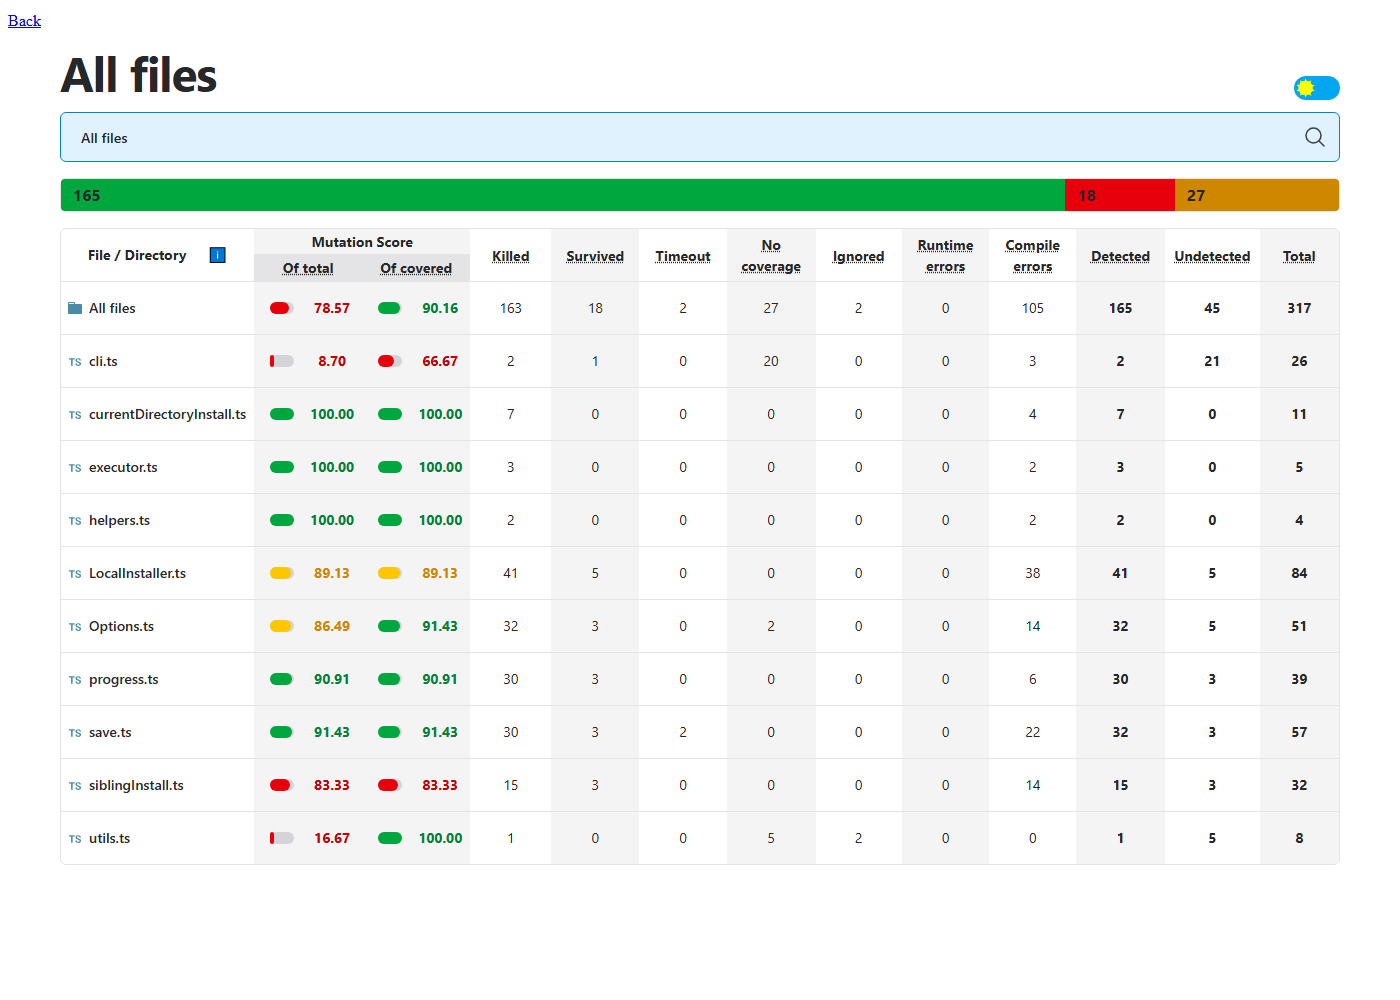 Back
All files
All files
165 18 27
File / Directory i Mutation Score Of total Of covered Killed Survived Timeout No coverage Ignored Runtime errors Compile errors Detected Undetected Total
All files 78.57 90.16 163 18 2 27 2 0 105 165 45 317
TS cli.ts 8.70 66.67 2 1 0 20 0 0 3 2 21 26
TS currentDirectoryInstall.ts 100.00 100.00 7 0 0 0 0 0 4 7 0 11
TS executor.ts 100.00 100.00 3 0 0 0 0 0 2 3 0 5
TS helpers.ts 100.00 100.00 2 0 0 0 0 0 2 2 0 4
TS LocalInstaller.ts 89.13 89.13 41 5 0 0 0 0 38 41 5 84
TS Options.ts 86.49 91.43 32 3 0 2 0 0 14 32 5 51
TS progress.ts 90.91 90.91 30 3 0 0 0 0 6 30 3 39
TS save.ts 91.43 91.43 30 3 2 0 0 0 22 32 3 57
TS siblingInstall.ts 83.33 83.33 15 3 0 0 0 0 14 15 3 32
TS utils.ts 16.67 100.00 1 0 0 5 2 0 0 1 5 8